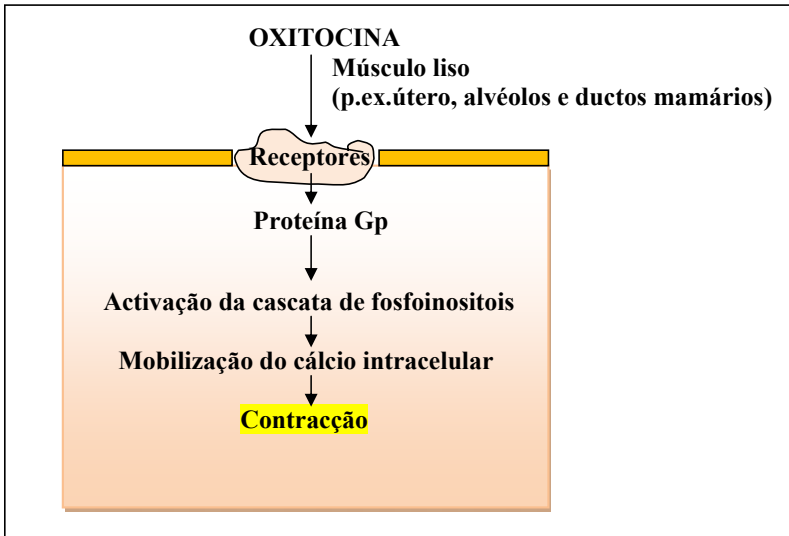 OXITOCINA
Músculo liso
(p.ex.útero, alvéolos e ductos mamários)
Receptores
Proteína Gp
Activação da cascata de fosfoinositois
Mobilização do cálcio intracelular
Contracção